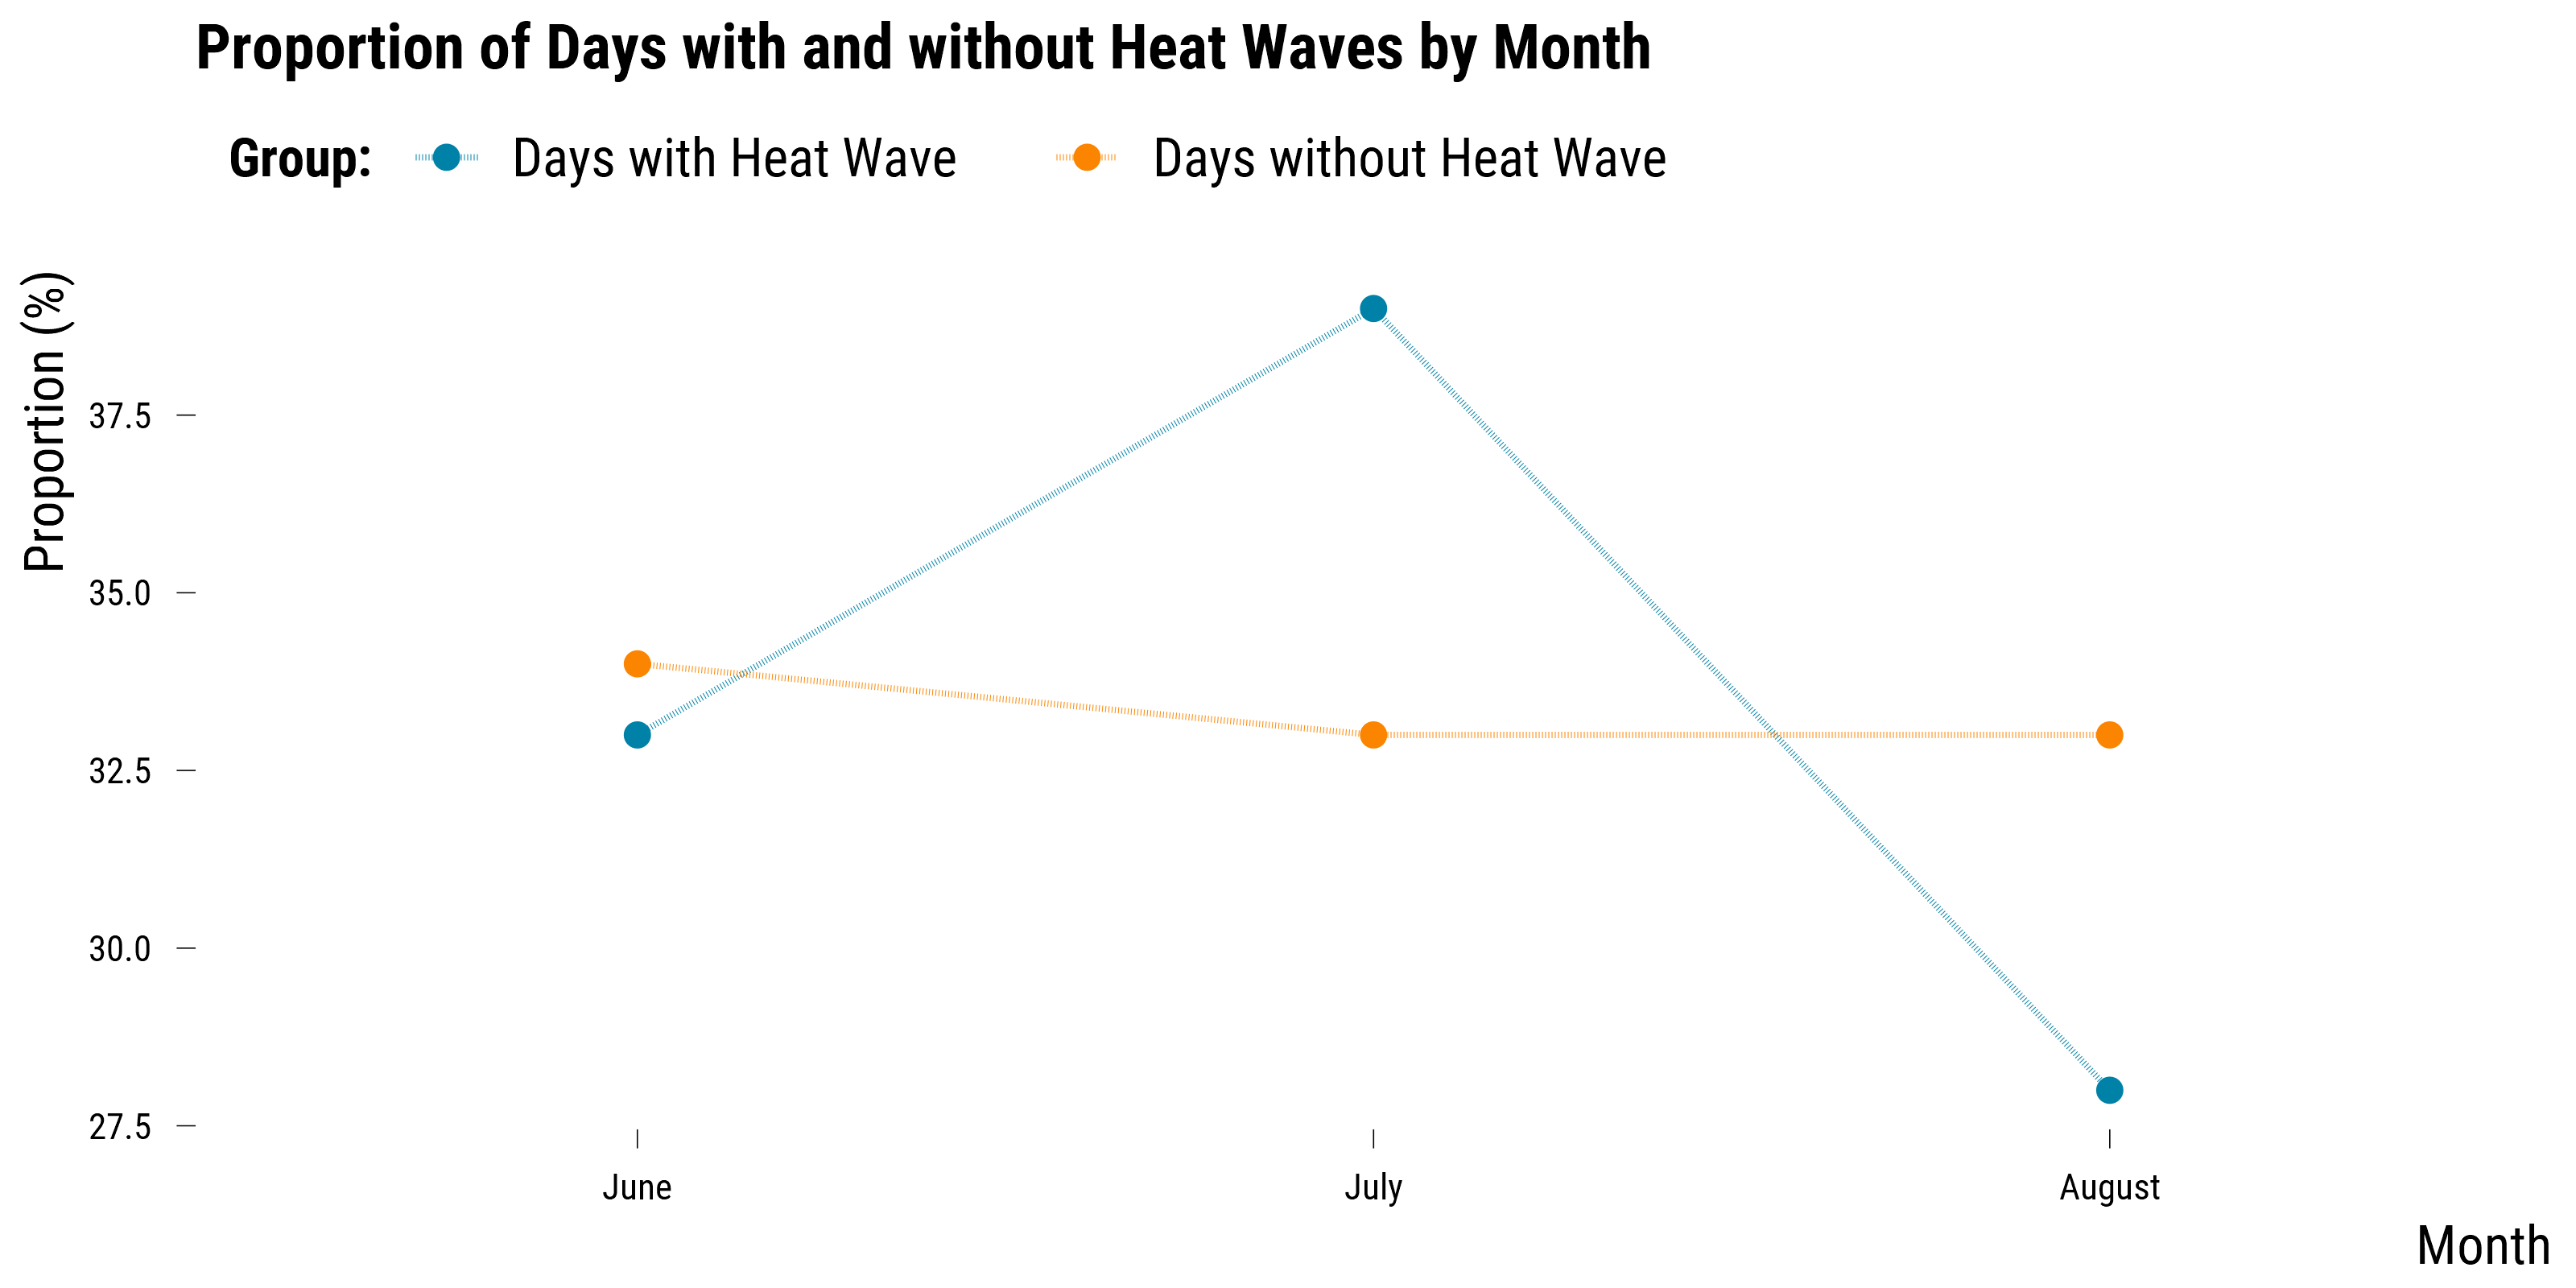 Proportion of Days with and without Heat Waves by Month
Group: Days with Heat Wave Days without Heat Wave
Proportion (%)
37.5
35.0
32.5
30.0
27.5
June July August
Month